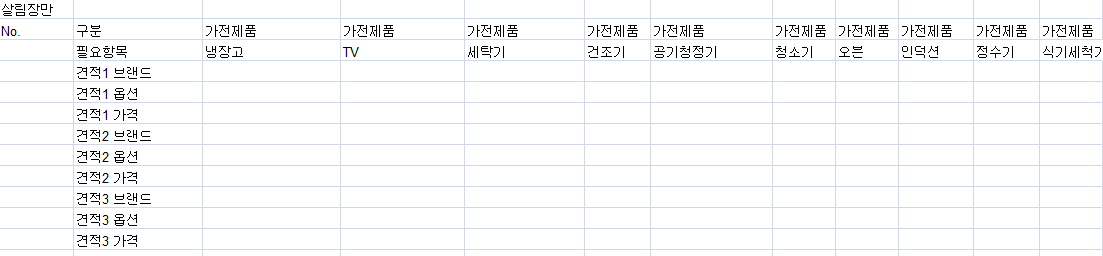 살림장만
No. 구분 가전제품 가전제품 가전제품 가전제품 가전제품 가전제품 가전제품 가전제품 가전제품 가전제품
필요항목 냉장고 TV 세탁기 건조기 공기청정기 청소기 오븐 인덕션 정수기 식기세척기
견적1 브랜드
견적1 옵션
견적1 가격
견적2 브랜드
견적2 옵션
견적2 가격
견적3 브랜드
견적3 옵션
견적3 가격